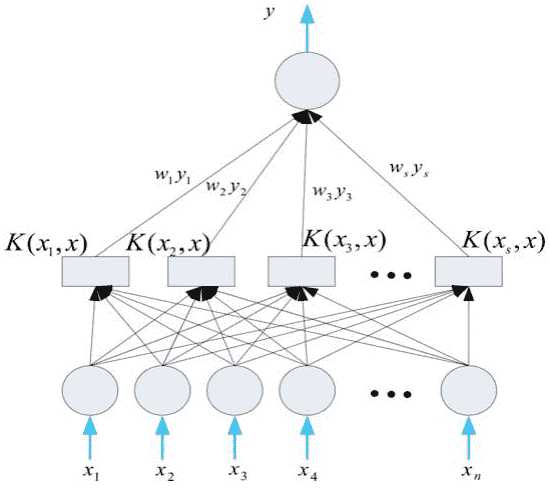 y
w₁y₁ w₂y₂ w₃y₃ wₛyₛ
K(x₁,x) K(x₂,x) K(x₃,x) K(xₛ,x)
•••
•••
x₁ x₂ x₃ x₄ xₙ